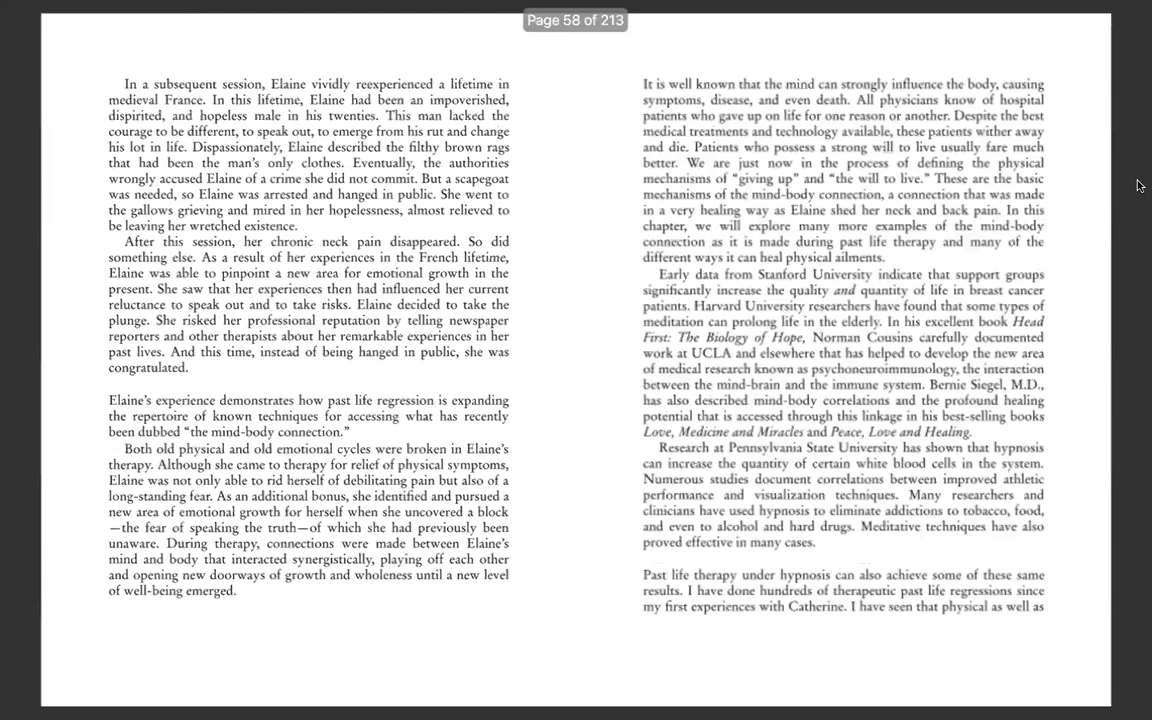 Page 58 of 213
In a subsequent session, Elaine vividly reexperienced a lifetime in
medieval France. In this lifetime, Elaine had been an impoverished,
dispirited, and hopeless male in his twenties. This man lacked the
courage to be different, to speak out, to emerge from his rut and change
his lot in life. Dispassionately, Elaine described the filthy brown rags
that had been the man's only clothes. Eventually, the authorities
wrongly accused Elaine of a crime she did not commit. But a scapegoat
was needed, so Elaine was arrested and hanged in public. She went to
the gallows grieving and mired in her hopelessness, almost relieved to
be leaving her wretched existence.
After this session, her chronic neck pain disappeared. So did
something else. As a result of her experiences in the French lifetime,
Elaine was able to pinpoint a new area for emotional growth in the
present. She saw that her experiences then had influenced her current
reluctance to speak out and to take risks. Elaine decided to take the
plunge. She risked her professional reputation by telling newspaper
reporters and other therapists about her remarkable experiences in her
past lives. And this time, instead of being hanged in public, she was
congratulated.
Elaine's experience demonstrates how past life regression is expanding
the repertoire of known techniques for accessing what has recently
been dubbed “the mind-body connection.”
Both old physical and old emotional cycles were broken in Elaine's
therapy. Although she came to therapy for relief of physical symptoms,
Elaine was not only able to rid herself of debilitating pain but also of a
long-standing fear. As an additional bonus, she identified and pursued a
new area of emotional growth for herself when she uncovered a block
—the fear of speaking the truth—of which she had previously been
unaware. During therapy, connections were made between Elaine's
mind and body that interacted synergistically, playing off each other
and opening new doorways of growth and wholeness until a new level
of well-being emerged.
It is well known that the mind can strongly influence the body, causing
symptoms, disease, and even death. All physicians know of hospital
patients who gave up on life for one reason or another. Despite the best
medical treatments and technology available, these patients wither away
and die. Patients who possess a strong will to live usually fare much
better. We are just now in the process of defining the physical
mechanisms of “giving up” and “the will to live.” These are the basic
mechanisms of the mind-body connection, a connection that was made
in a very healing way as Elaine shed her neck and back pain. In this
chapter, we will explore many more examples of the mind-body
connection as it is made during past life therapy and many of the
different ways it can heal physical ailments.
Early data from Stanford University indicate that support groups
significantly increase the quality and quantity of life in breast cancer
patients. Harvard University researchers have found that some types of
meditation can prolong life in the elderly. In his excellent book Head
First: The Biology of Hope, Norman Cousins carefully documented
work at UCLA and elsewhere that has helped to develop the new area
of medical research known as psychoneuroimmunology, the interaction
between the mind-brain and the immune system. Bernie Siegel, M.D.,
has also described mind-body correlations and the profound healing
potential that is accessed through this linkage in his best-selling books
Love, Medicine and Miracles and Peace, Love and Healing.
Research at Pennsylvania State University has shown that hypnosis
can increase the quantity of certain white blood cells in the system.
Numerous studies document correlations between improved athletic
performance and visualization techniques. Many researchers and
clinicians have used hypnosis to eliminate addictions to tobacco, food,
and even to alcohol and hard drugs. Meditative techniques have also
proved effective in many cases.
Past life therapy under hypnosis can also achieve some of these same
results. I have done hundreds of therapeutic past life regressions since
my first experiences with Catherine. I have seen that physical as well as